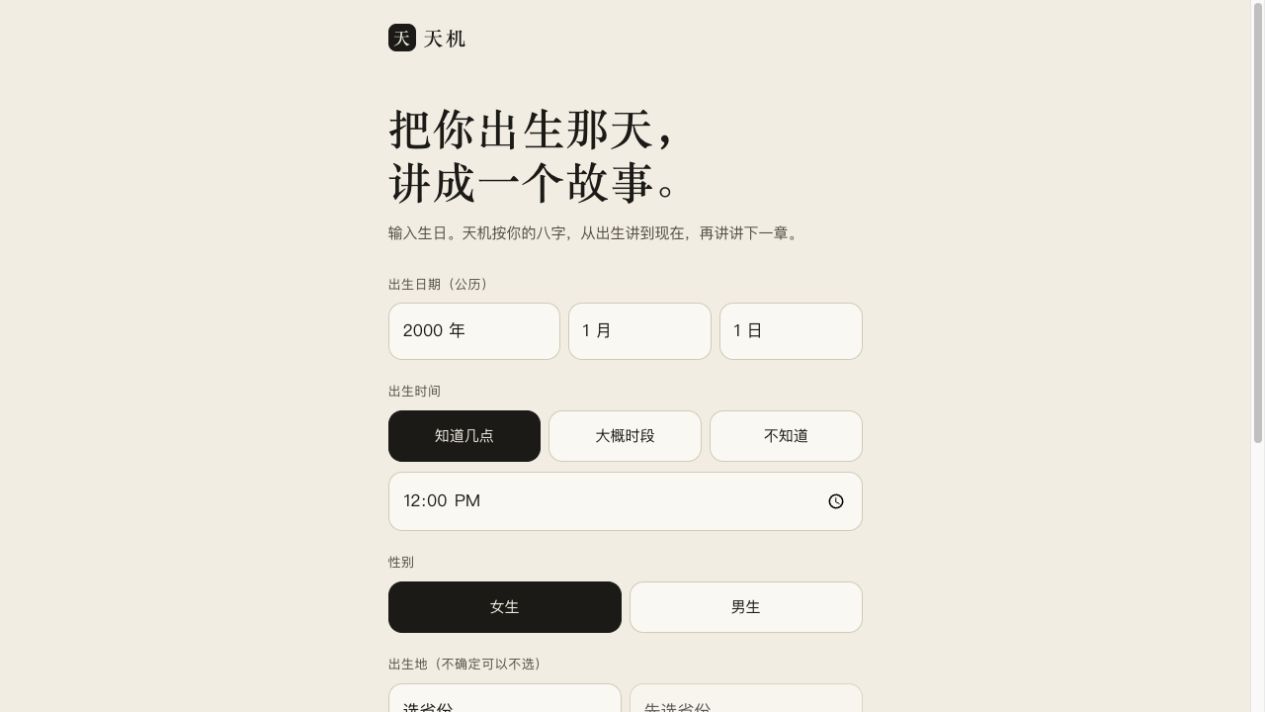 天 天机
把你出生那天，
讲成一个故事。
输入生日。天机按你的八字，从出生讲到现在，再讲讲下一章。
出生日期（公历）
2000 年 1 月 1 日
出生时间
知道几点 大概时段 不知道
12:00 PM
性别
女生 男生
出生地（不确定可以不选）
选省份 先选省份